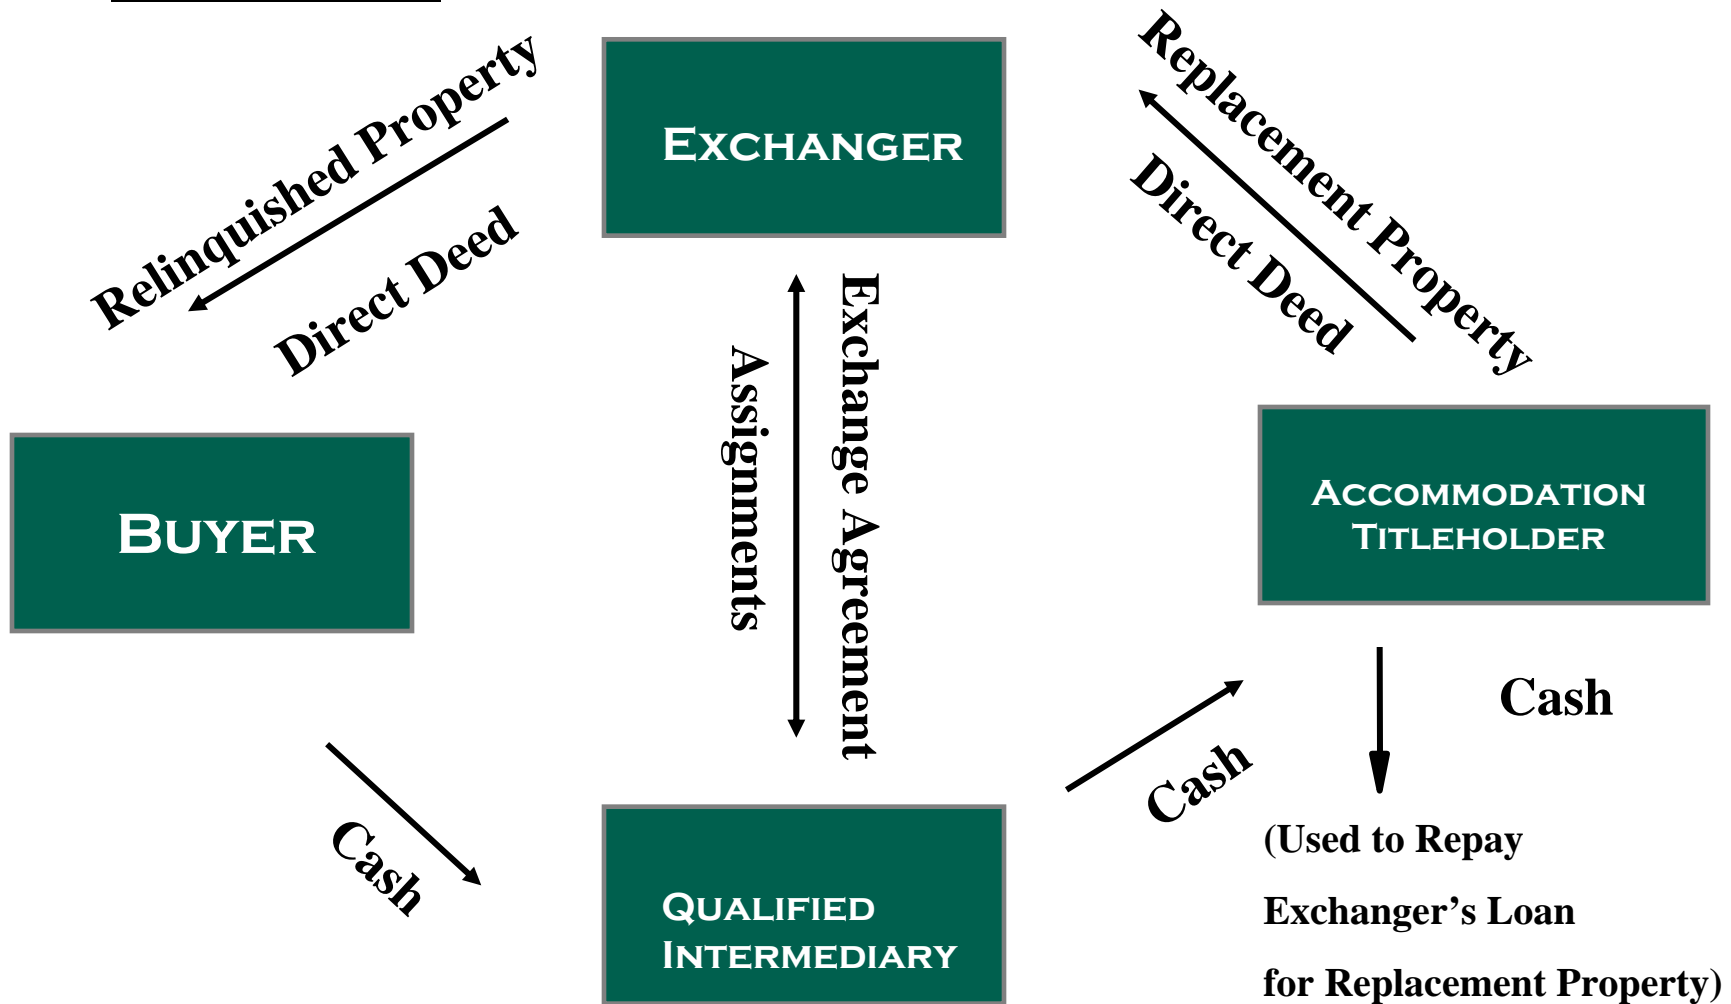 Relinquished Property
Direct Deed
EXCHANGER
Replacement Property
Direct Deed
Exchange Agreement
Assignments
BUYER
ACCOMMODATION
TITLEHOLDER
Cash
Cash
Cash
QUALIFIED
INTERMEDIARY
(Used to Repay
Exchanger’s Loan
for Replacement Property)